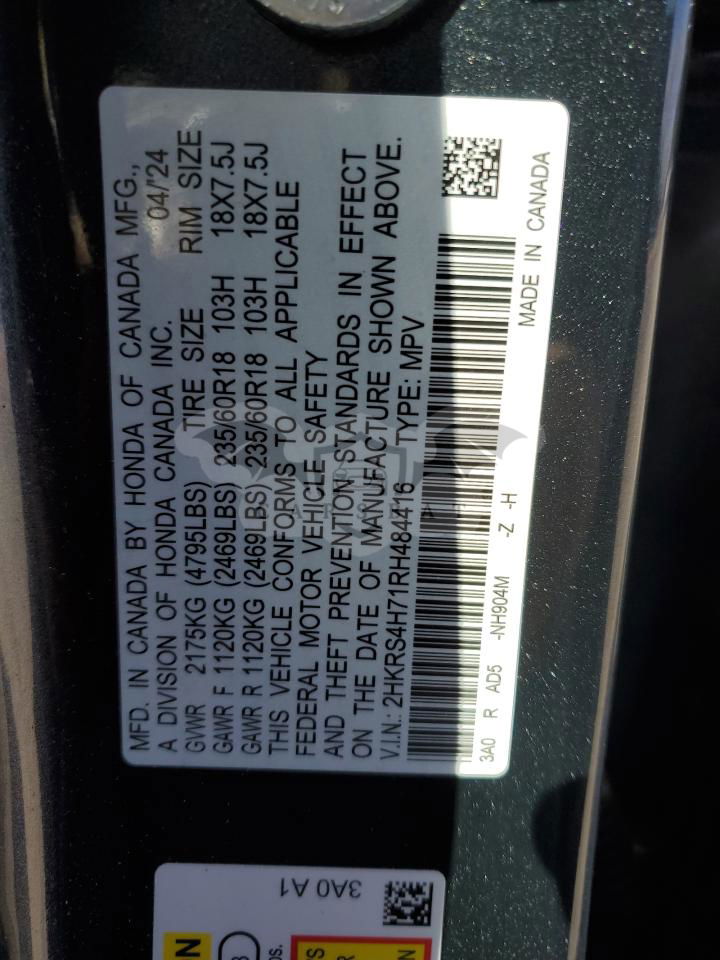 MFD. IN CANADA BY HONDA OF CANADA MFG.,
A DIVISION OF HONDA CANADA INC. 04/'24
GVWR 2175KG (4795LBS) TIRE SIZE RIM SIZE
GAWR F 1120KG (2469LBS) 235/60R18 103H 18X7.5J
GAWR R 1120KG (2469LBS) 235/60R18 103H 18X7.5J
THIS VEHICLE CONFORMS TO ALL APPLICABLE
FEDERAL MOTOR VEHICLE SAFETY
AND THEFT PREVENTION STANDARDS IN EFFECT
ON THE DATE OF MANUFACTURE SHOWN ABOVE.
V.I.N.: 2HKRS4H71RH484416 TYPE: MPV
3A0 R AD5 -NH904M -Z -H
MADE IN CANADA
3A0 A1